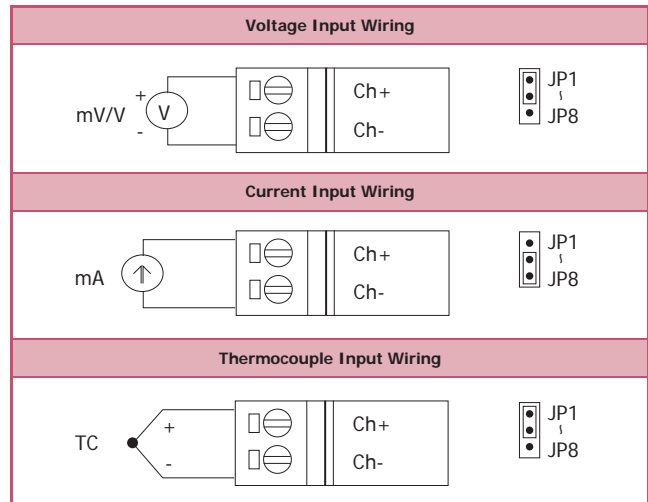 Voltage Input Wiring
mV/V
+
V
-
Ch+
Ch-
JP1
~
JP8
Current Input Wiring
mA
Ch+
Ch-
JP1
~
JP8
Thermocouple Input Wiring
TC
+
-
Ch+
Ch-
JP1
~
JP8